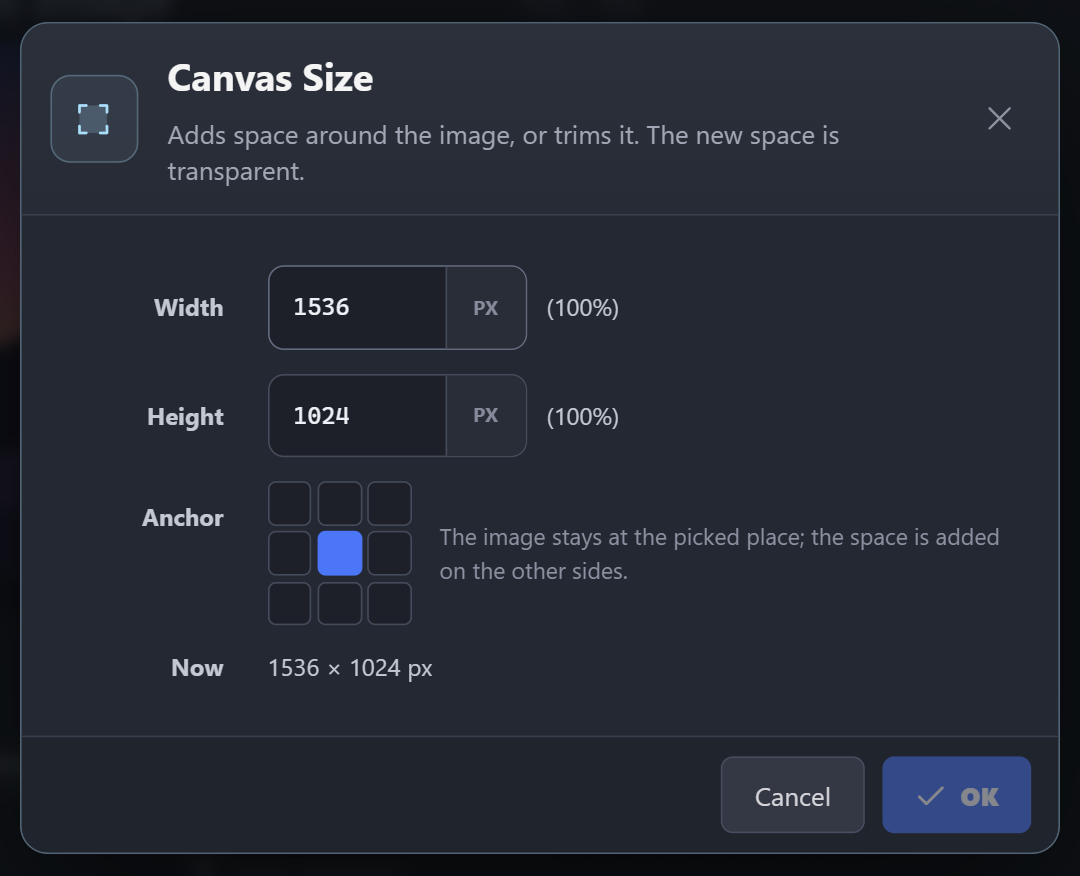 Canvas Size
Adds space around the image, or trims it. The new space is
transparent.
Width 1536 PX (100%)
Height 1024 PX (100%)
Anchor
The image stays at the picked place; the space is added
on the other sides.
Now 1536 × 1024 px
Cancel OK